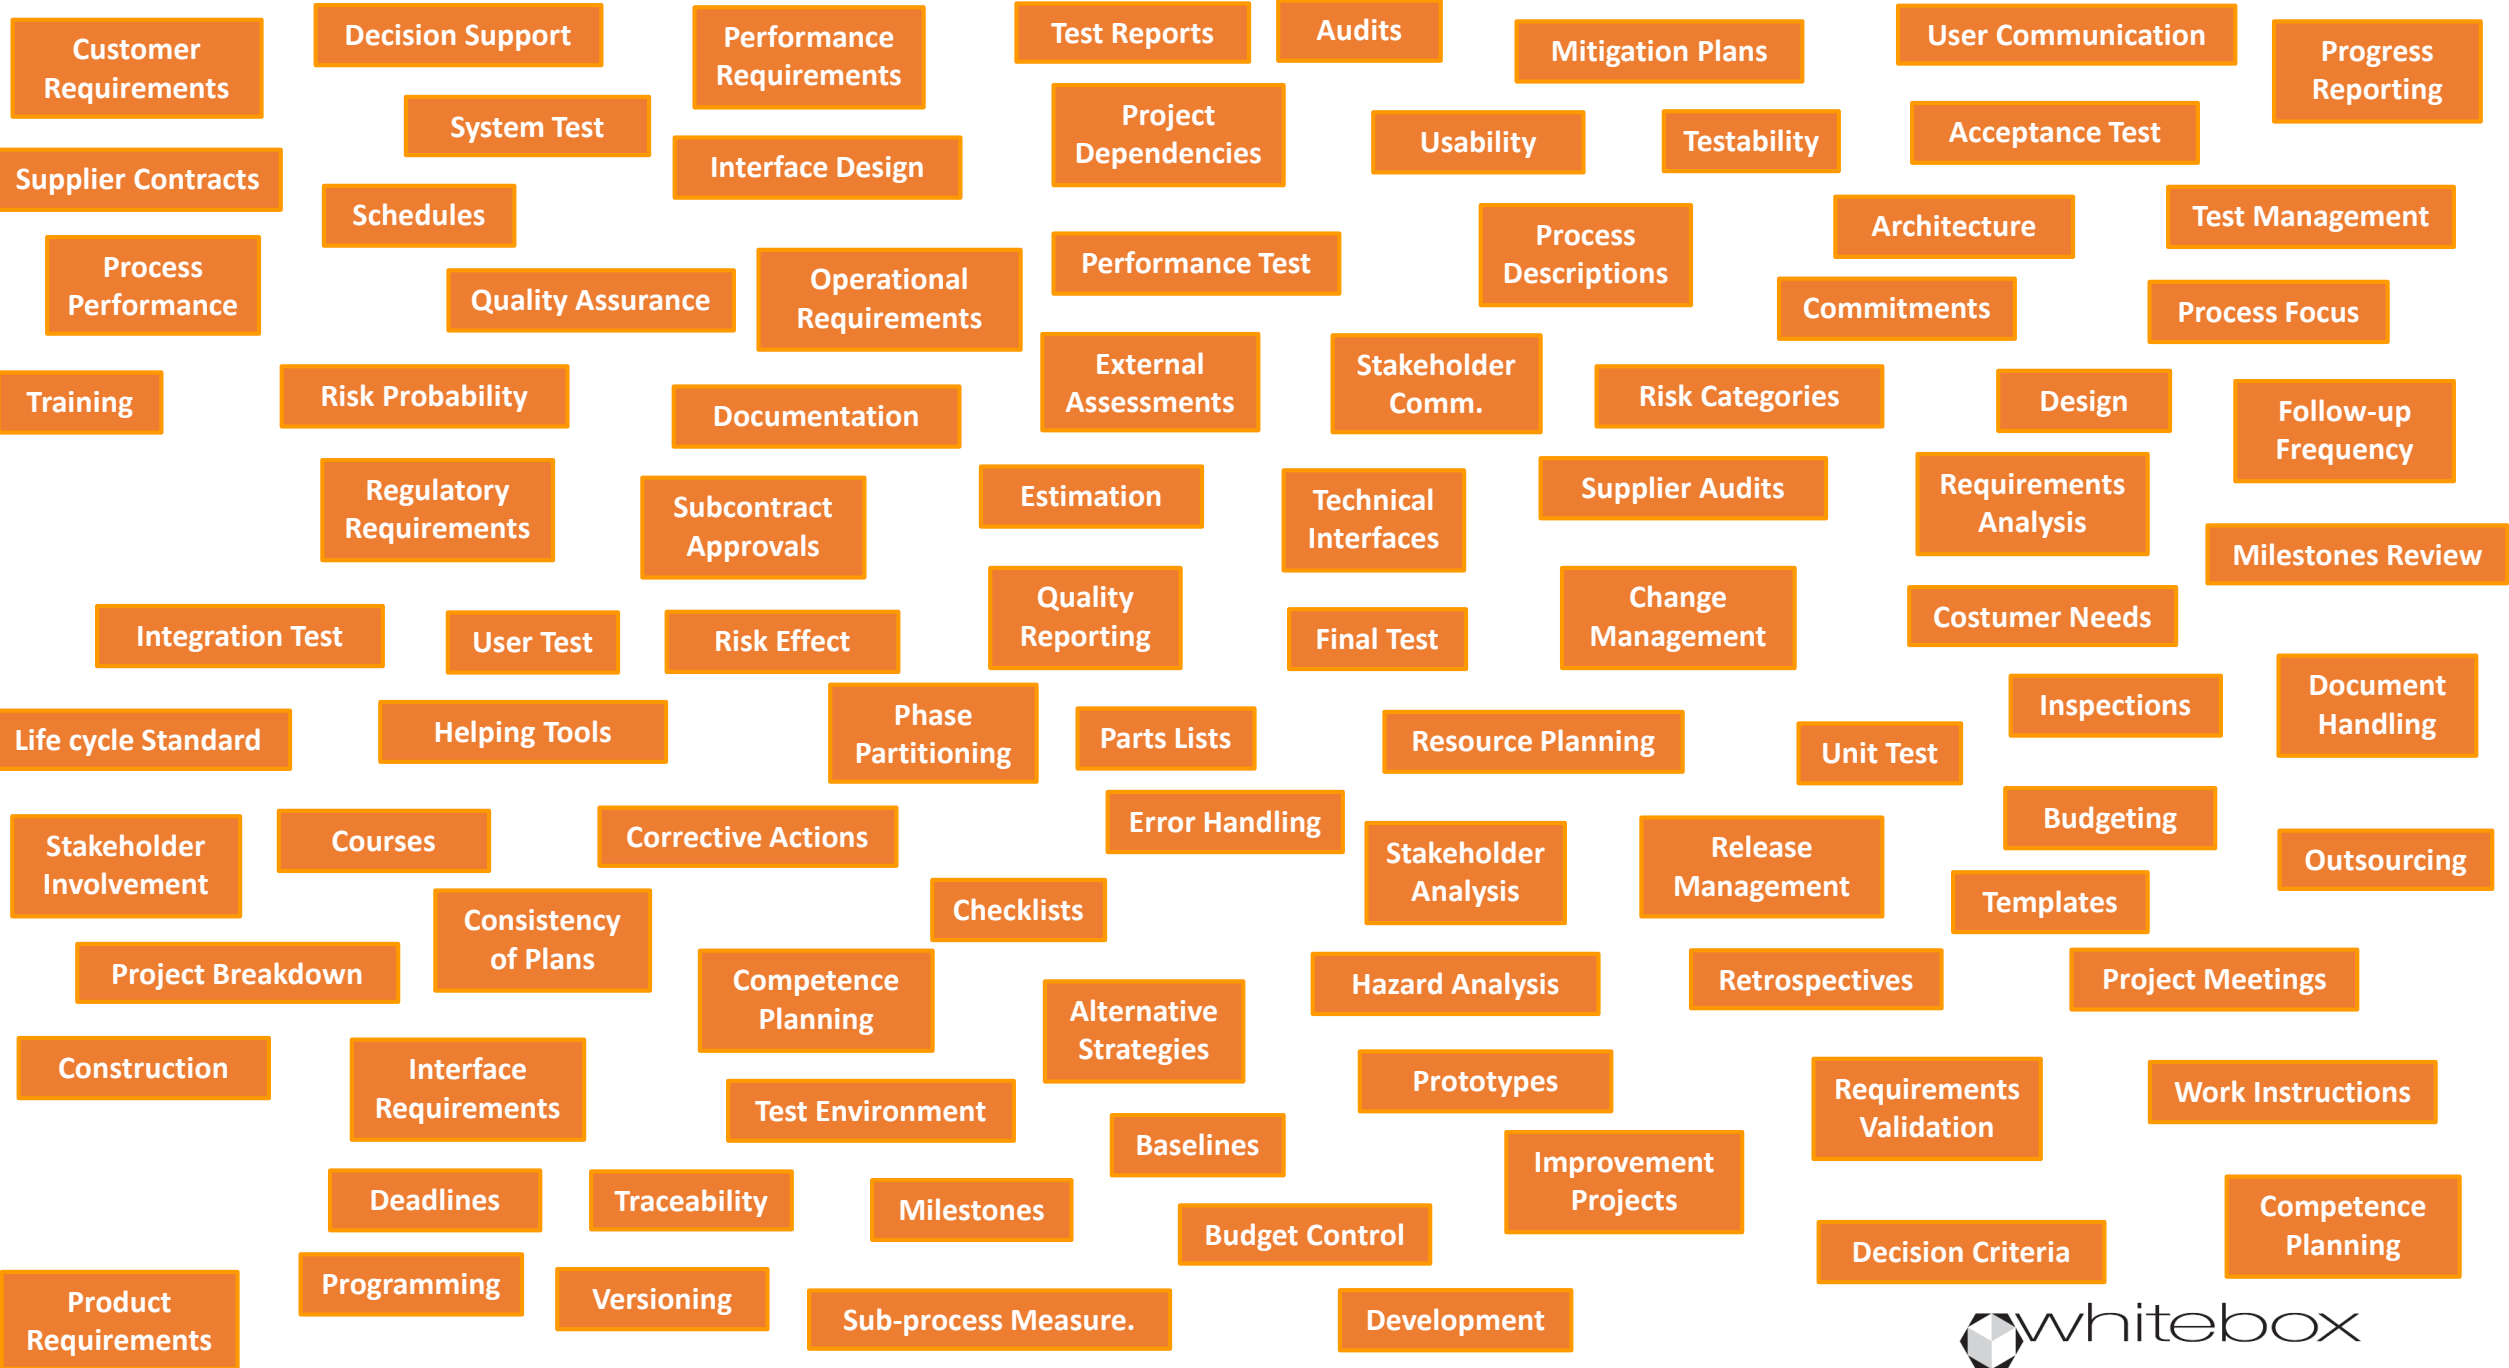 Customer
Requirements
Decision Support
Performance
Requirements
Test Reports
Audits
Mitigation Plans
User Communication
Progress
Reporting
System Test
Project
Dependencies
Usability
Testability
Acceptance Test
Supplier Contracts
Interface Design
Schedules
Process
Descriptions
Architecture
Test Management
Process
Performance
Quality Assurance
Operational
Requirements
Performance Test
Commitments
Process Focus
Training
Risk Probability
Documentation
External
Assessments
Stakeholder
Comm.
Risk Categories
Design
Follow-up
Frequency
Regulatory
Requirements
Subcontract
Approvals
Estimation
Technical
Interfaces
Supplier Audits
Requirements
Analysis
Milestones Review
Integration Test
User Test
Risk Effect
Quality
Reporting
Final Test
Change
Management
Costumer Needs
Life cycle Standard
Helping Tools
Phase
Partitioning
Parts Lists
Resource Planning
Unit Test
Inspections
Document
Handling
Stakeholder
Involvement
Courses
Corrective Actions
Error Handling
Stakeholder
Analysis
Release
Management
Budgeting
Outsourcing
Consistency
of Plans
Checklists
Templates
Project Breakdown
Competence
Planning
Alternative
Strategies
Hazard Analysis
Retrospectives
Project Meetings
Construction
Interface
Requirements
Test Environment
Prototypes
Requirements
Validation
Work Instructions
Baselines
Improvement
Projects
Deadlines
Traceability
Milestones
Budget Control
Decision Criteria
Competence
Planning
Product
Requirements
Programming
Versioning
Sub-process Measure.
Development
whitebox